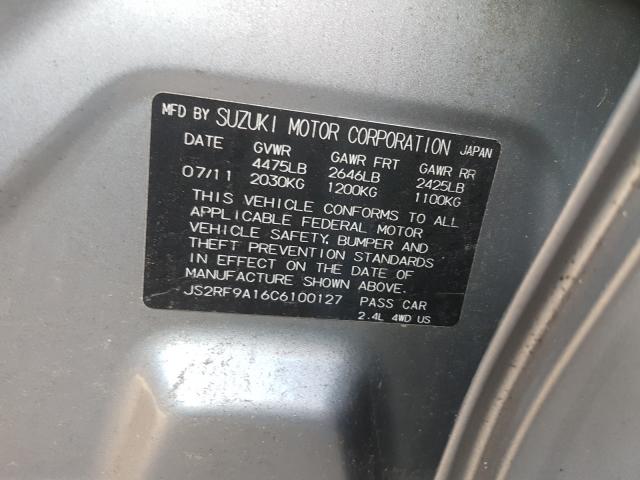 MFD BY SUZUKI MOTOR CORPORATION JAPAN
DATE GVWR GAWR FRT GAWR RR
07/11 4475LB 2646LB 2425LB
2030KG 1200KG 1100KG
THIS VEHICLE CONFORMS TO ALL
APPLICABLE FEDERAL MOTOR
VEHICLE SAFETY, BUMPER AND
THEFT PREVENTION STANDARDS
IN EFFECT ON THE DATE OF
MANUFACTURE SHOWN ABOVE.
JS2RF9A16C6100127 PASS CAR
2.4L 4WD US